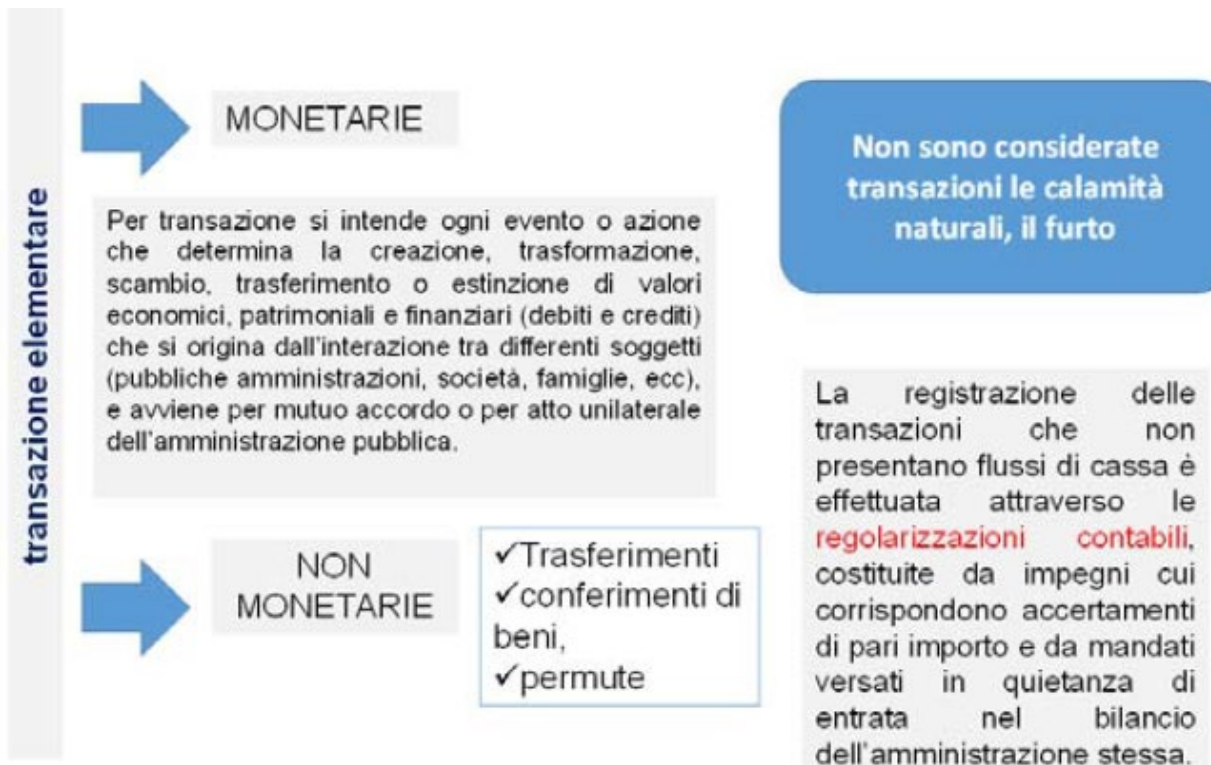 transazione elementare
MONETARIE
Per transazione si intende ogni evento o azione
che determina la creazione, trasformazione,
scambio, trasferimento o estinzione di valori
economici, patrimoniali e finanziari (debiti e crediti)
che si origina dall'interazione tra differenti soggetti
(pubbliche amministrazioni, società, famiglie, ecc),
e avviene per mutuo accordo o per atto unilaterale
dell'amministrazione pubblica.
NON
MONETARIE
✓Trasferimenti
✓conferimenti di
beni,
✓permute
Non sono considerate
transazioni le calamità
naturali, il furto
La registrazione delle
transazioni che non
presentano flussi di cassa è
effettuata attraverso le
regolarizzazioni contabili,
costituite da impegni cui
corrispondono accertamenti
di pari importo e da mandati
versati in quietanza di
entrata nel bilancio
dell'amministrazione stessa.